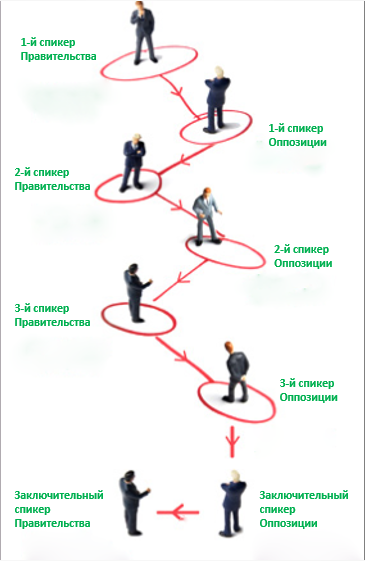 1-й спикер
Правительства
1-й спикер
Оппозиции
2-й спикер
Правительства
2-й спикер
Оппозиции
3-й спикер
Правительства
3-й спикер
Оппозиции
Заключительный
спикер
Правительства
Заключительный
спикер
Оппозиции